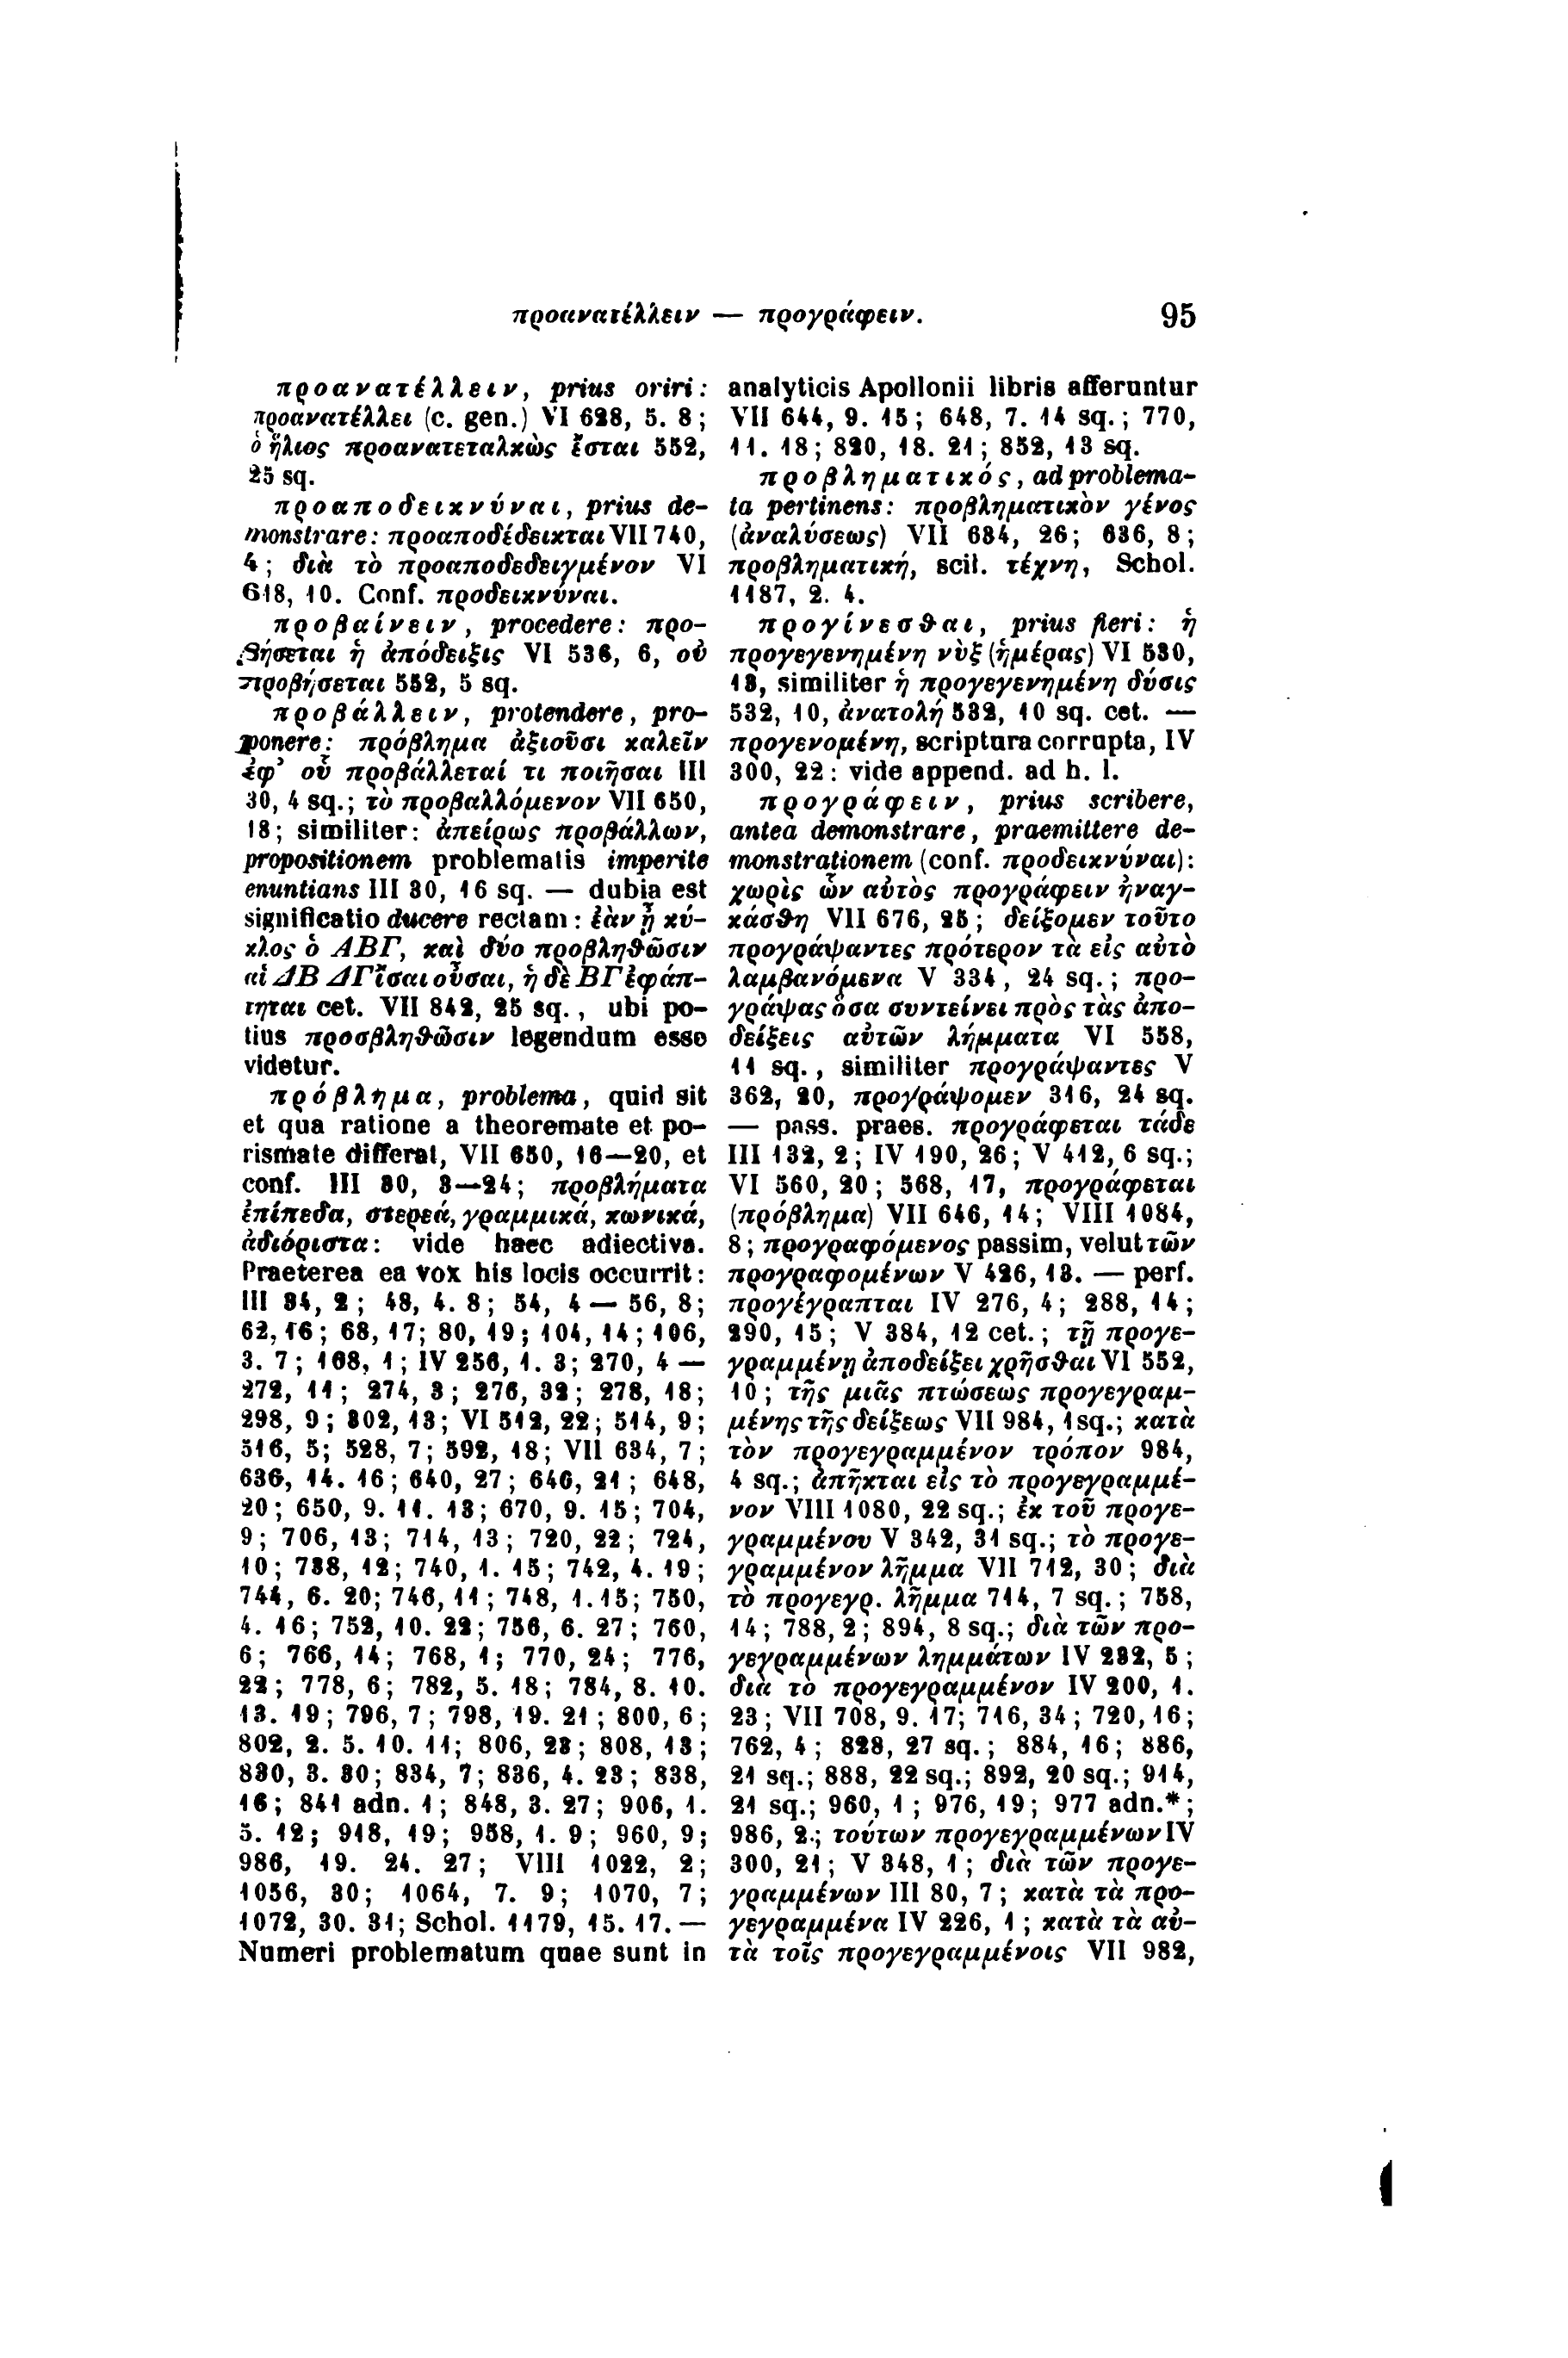 προανατέλλειν — προγράφειν.
95
προανατέλλειν, prius oriri:
προανατέλλει (c. gen.) VI 628, 5. 8;
ὁ ἥλιος προανατεταλκὼς ἔσται 552,
25 sq.
προαποδεικνύναι, prius de-
monstrare: προαποδέδεικται VII 740,
4; διὰ τὸ προαποδεδειγμένον VI
618, 10. Conf. προδεικνύναι.
προβαίνειν, procedere: προ-
βήσεται ἡ ἀπόδειξις VI 536, 6, οὐ
προβήσεται 552, 5 sq.
προβάλλειν, protendere, pro-
ponere: πρόβλημα ἀξιοῦσι καλεῖν
ἐφ᾽ οὗ προβάλλεταί τι ποιῆσαι III
30, 4 sq.; τὸ προβαλλόμενον VII 650,
18; similiter: ἀπείρως προβάλλων,
propositionem problematis imperite
enuntians III 30, 16 sq. — dubia est
significatio ducere rectam: ἐὰν ᾖ κύ-
κλος ὁ ΑΒΓ, καὶ δύο προβληθῶσιν
αἱ ΔΒ ΔΓ ἴσαι οὖσαι, ἡ δὲ ΒΓ ἐφάπ-
τηται cet. VII 842, 25 sq., ubi po-
tius προσβληθῶσιν legendum esse
videtur.
πρόβλημα, problema, quid sit
et qua ratione a theoremate et po-
rismate differat, VII 650, 16—20, et
conf. III 30, 3—24; προβλήματα
ἐπίπεδα, στερεά, γραμμικά, κωνικά,
ἀδιόριστα: vide haec adiectiva.
Praeterea ea vox his locis occurrit:
III 34, 2; 48, 4. 8; 54, 4 — 56, 8;
62, 16; 68, 17; 80, 19; 104, 14; 106,
3. 7; 168, 1; IV 256, 1. 3; 270, 4 —
272, 11; 274, 3; 276, 32; 278, 18;
298, 9; 302, 13; VI 512, 22; 514, 9;
516, 5; 528, 7; 592, 18; VII 634, 7;
636, 14. 16; 640, 27; 646, 21; 648,
20; 650, 9. 11. 13; 670, 9. 15; 704,
9; 706, 13; 714, 13; 720, 22; 724,
10; 738, 12; 740, 1. 15; 742, 4. 19;
744, 6. 20; 746, 11; 748, 1. 15; 750,
4. 16; 752, 10. 22; 756, 6. 27; 760,
6; 766, 14; 768, 1; 770, 24; 776,
22; 778, 6; 782, 5. 18; 784, 8. 10.
13. 19; 796, 7; 798, 19. 21; 800, 6;
802, 2. 5. 10. 11; 806, 23; 808, 13;
830, 3. 30; 834, 7; 836, 4. 23; 838,
16; 841 adn. 1; 848, 3. 27; 906, 1.
5. 12; 918, 19; 958, 1. 9; 960, 9;
986, 19. 24. 27; VIII 1022, 2;
1056, 30; 1064, 7. 9; 1070, 7;
1072, 30. 31; Schol. 1179, 15. 17. —
Numeri problematum quae sunt in
analyticis Apollonii libris afferuntur
VII 644, 9. 15; 648, 7. 14 sq.; 770,
11. 18; 820, 18. 21; 852, 13 sq.
προβληματικός, ad problema-
ta pertinens: προβληματικὸν γένος
(ἀναλύσεως) VII 634, 26; 636, 8;
προβληματική, scil. τέχνη, Schol.
1187, 2. 4.
προγίνεσθαι, prius fieri: ἡ
προγεγενημένη νὺξ (ἡμέρας) VI 530,
18, similiter ἡ προγεγενημένη δύσις
532, 10, ἀνατολή 532, 10 sq. cet. —
προγενομένη, scriptura corrupta, IV
300, 22: vide append. ad h. l.
προγράφειν, prius scribere,
antea demonstrare, praemittere de-
monstrationem (conf. προδεικνύναι):
χωρὶς ὧν αὐτὸς προγράφειν ἠναγ-
κάσθη VII 676, 25; δείξομεν τοῦτο
προγράψαντες πρότερον τὰ εἰς αὐτὸ
λαμβανόμενα V 334, 24 sq.; προ-
γράψας ὅσα συντείνει πρὸς τὰς ἀπο-
δείξεις αὐτῶν λήμματα VI 558,
11 sq., similiter προγράψαντες V
362, 20, προγράψομεν 316, 24 sq.
— pass. praes. προγράφεται τάδε
III 132, 2; IV 190, 26; V 412, 6 sq.;
VI 560, 20; 568, 17, προγράφεται
(πρόβλημα) VII 646, 14; VIII 1084,
8; προγραφόμενος passim, velut τῶν
προγραφομένων V 426, 13. — perf.
προγέγραπται IV 276, 4; 288, 14;
290, 15; V 384, 12 cet.; τῇ προγε-
γραμμένῃ ἀποδείξει χρῆσθαι VI 552,
10; τῆς μιᾶς πτώσεως προγεγραμ-
μένης τῆς δείξεως VII 984, 1 sq.; κατὰ
τὸν προγεγραμμένον τρόπον 984,
4 sq.; ἀπῆκται εἰς τὸ προγεγραμμέ-
νον VIII 1080, 22 sq.; ἐκ τοῦ προγε-
γραμμένου V 342, 31 sq.; τὸ προγε-
γραμμένον λῆμμα VII 712, 30; διὰ
τὸ προγεγρ. λῆμμα 714, 7 sq.; 758,
14; 788, 2; 894, 8 sq.; διὰ τῶν προ-
γεγραμμένων λημμάτων IV 232, 5;
διὰ τὸ προγεγραμμένον IV 200, 1.
23; VII 708, 9. 17; 716, 34; 720, 16;
762, 4; 828, 27 sq.; 884, 16; 886,
21 sq.; 888, 22 sq.; 892, 20 sq.; 914,
21 sq.; 960, 1; 976, 19; 977 adn.*;
986, 2.; τούτων προγεγραμμένων IV
300, 21; V 348, 1; διὰ τῶν προγε-
γραμμένων III 80, 7; κατὰ τὰ προ-
γεγραμμένα IV 226, 1; κατὰ τὰ αὐ-
τὰ τοῖς προγεγραμμένοις VII 982,